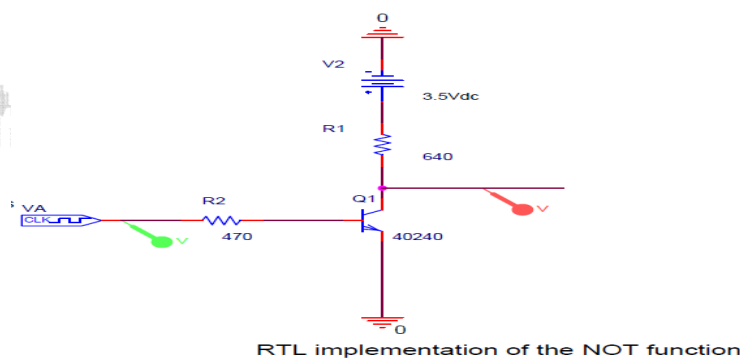 0
V2
3.5Vdc
R1
640
Q1
VA
CLK
R2
470
V
V
40240
0
RTL implementation of the NOT function